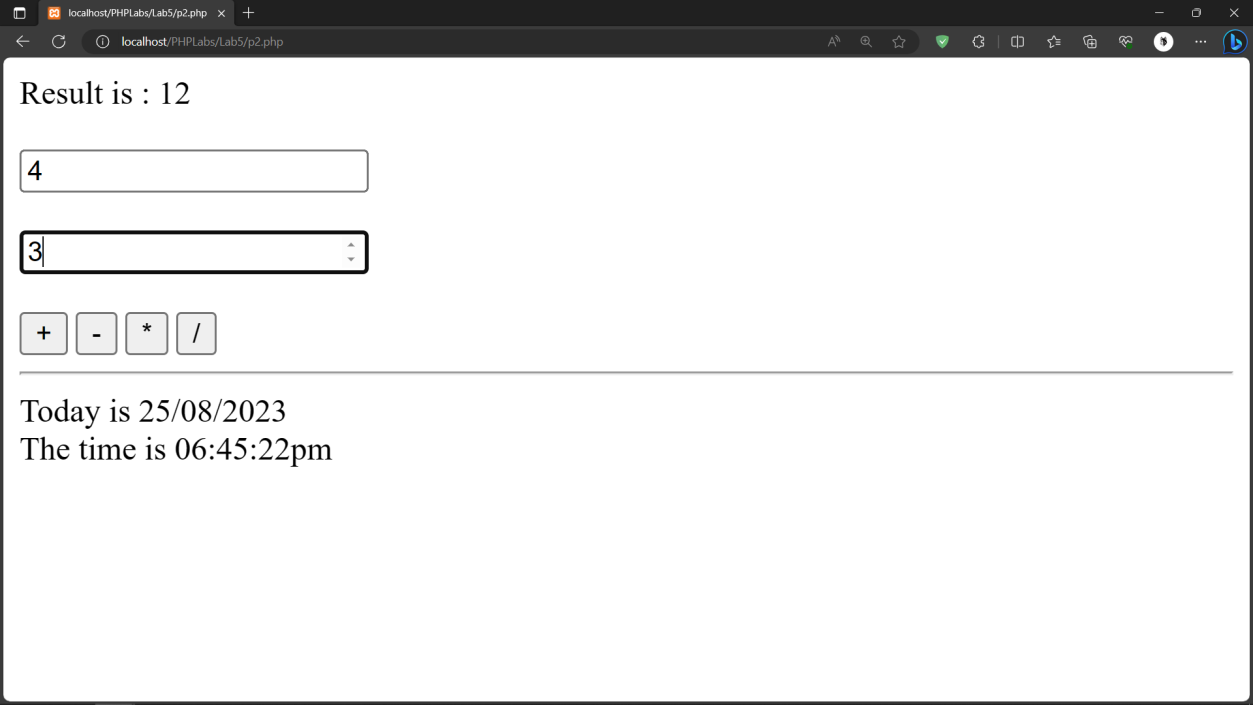 localhost/PHPLabs/Lab5/p2.php
localhost/PHPLabs/Lab5/p2.php
Result is : 12
4
3
+ - * /
Today is 25/08/2023
The time is 06:45:22pm